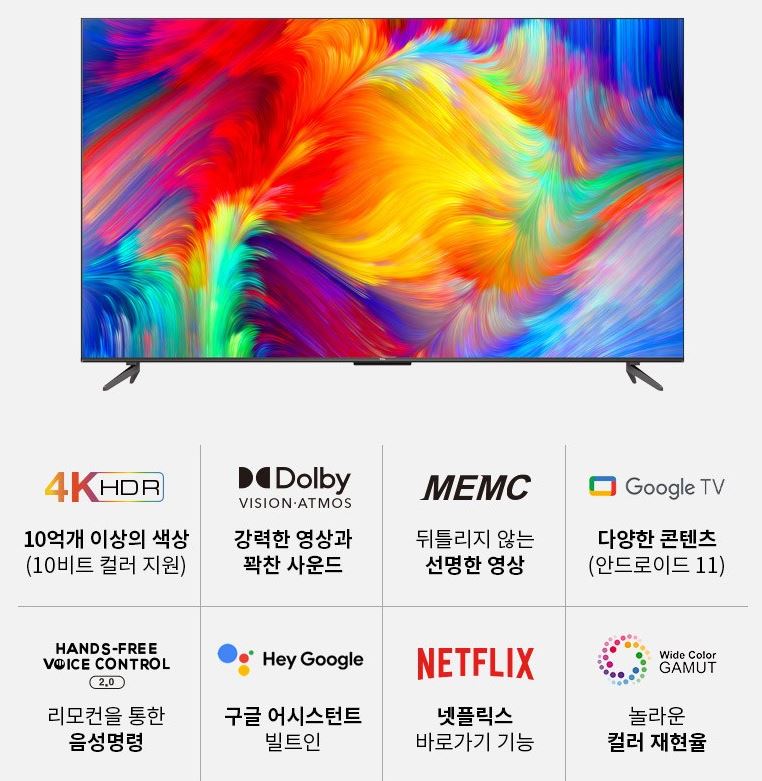 4K HDR
10억개 이상의 색상
(10비트 컬러 지원)
Dolby
VISION·ATMOS
강력한 영상과
꽉찬 사운드
MEMC
뒤틀리지 않는
선명한 영상
Google TV
다양한 콘텐츠
(안드로이드 11)
HANDS-FREE
VOICE CONTROL
2.0
리모컨을 통한
음성명령
Hey Google
구글 어시스턴트
빌트인
NETFLIX
넷플릭스
바로가기 기능
Wide Color
GAMUT
놀라운
컬러 재현율